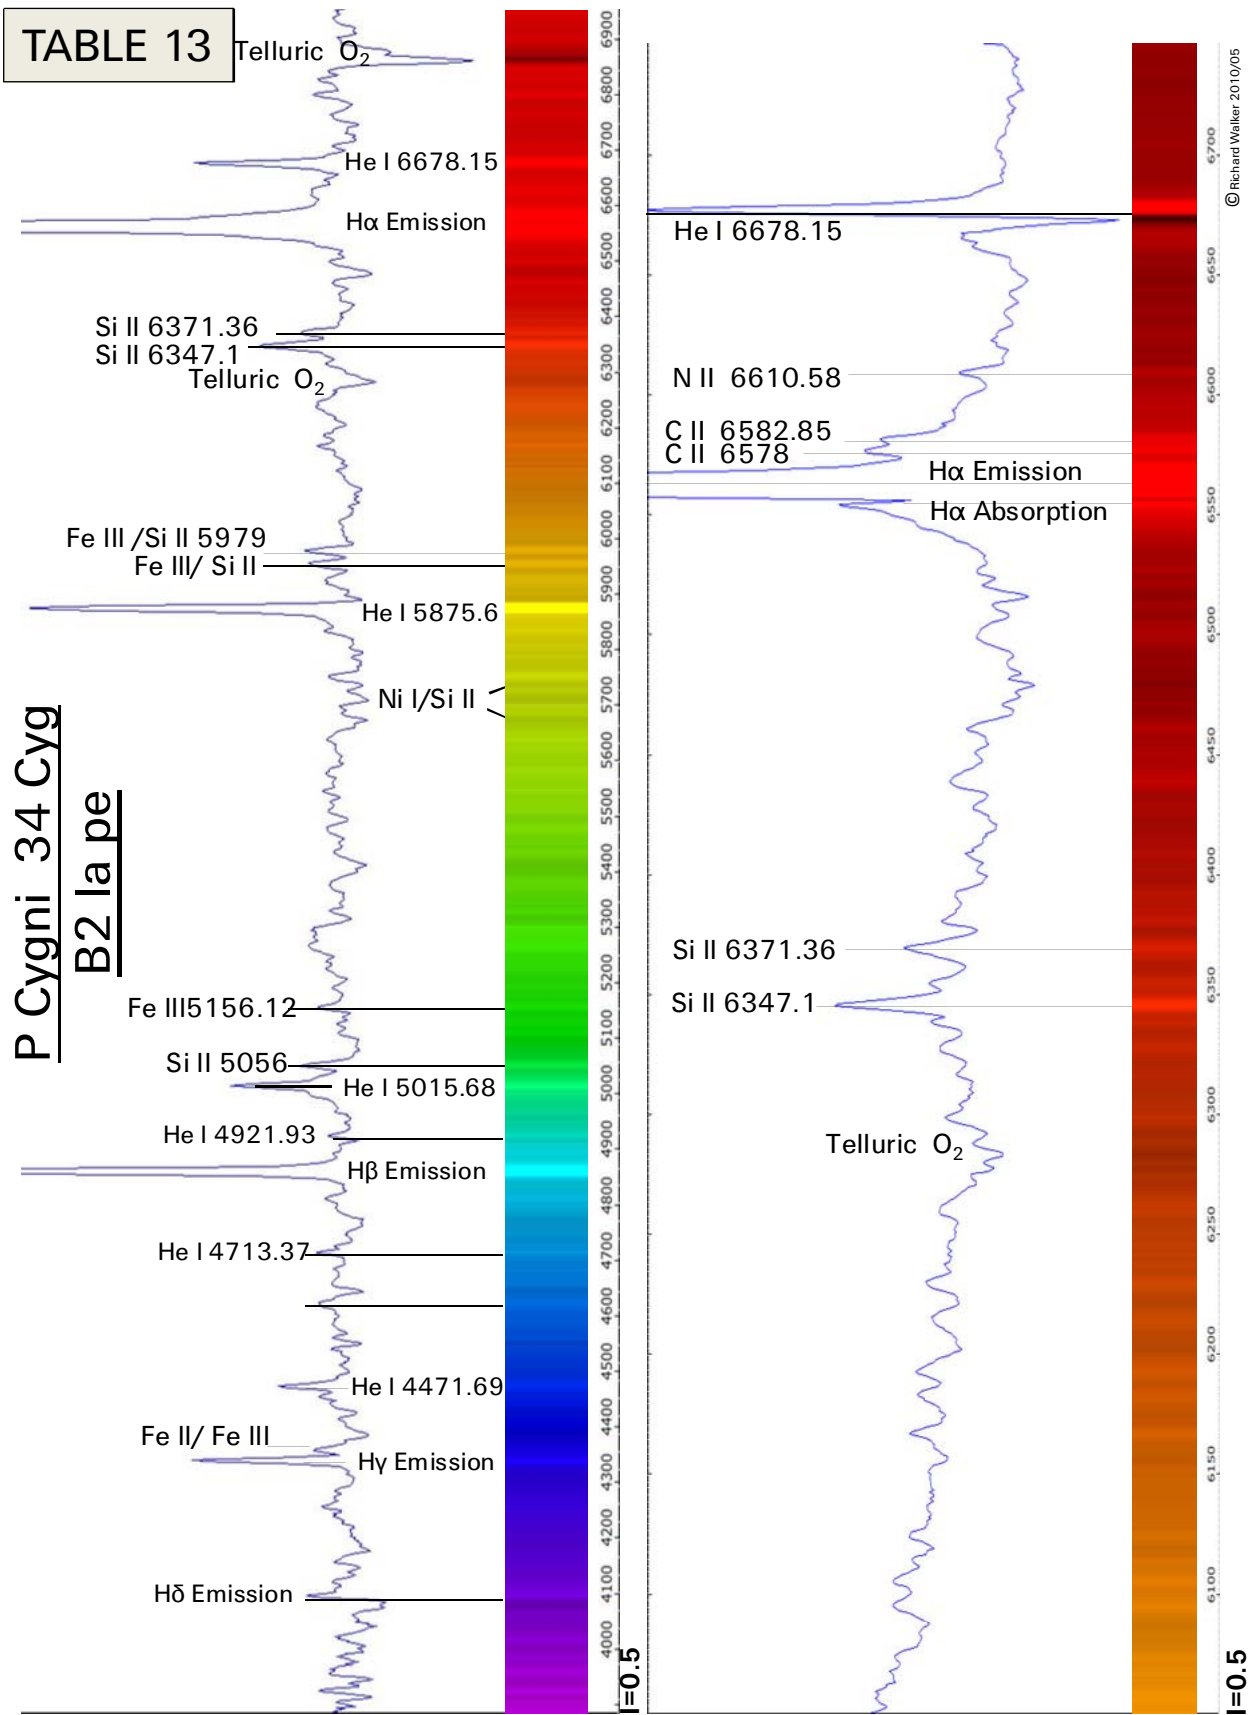 TABLE 13
Telluric O₂
He I 6678.15
Hα Emission
Si II 6371.36
Si II 6347.1
Telluric O₂
Fe III /Si II 5979
Fe III/ Si II
He I 5875.6
Ni I/Si II
P Cygni 34 Cyg
B2 Ia pe
Fe III5156.12
Si II 5056
He I 5015.68
He I 4921.93
Hβ Emission
He I 4713.37
He I 4471.69
Fe II/ Fe III
Hγ Emission
Hδ Emission
6900
6800
6700
6600
6500
6400
6300
6200
6100
6000
5900
5800
5700
5600
5500
5400
5300
5200
5100
5000
4900
4800
4700
4600
4500
4400
4300
4200
4100
4000
I=0.5
He I 6678.15
N II 6610.58
C II 6582.85
C II 6578
Hα Emission
Hα Absorption
Si II 6371.36
Si II 6347.1
Telluric O₂
6700
6650
6600
6550
6500
6450
6400
6350
6300
6250
6200
6150
6100
I=0.5
© Richard Walker 2010/05